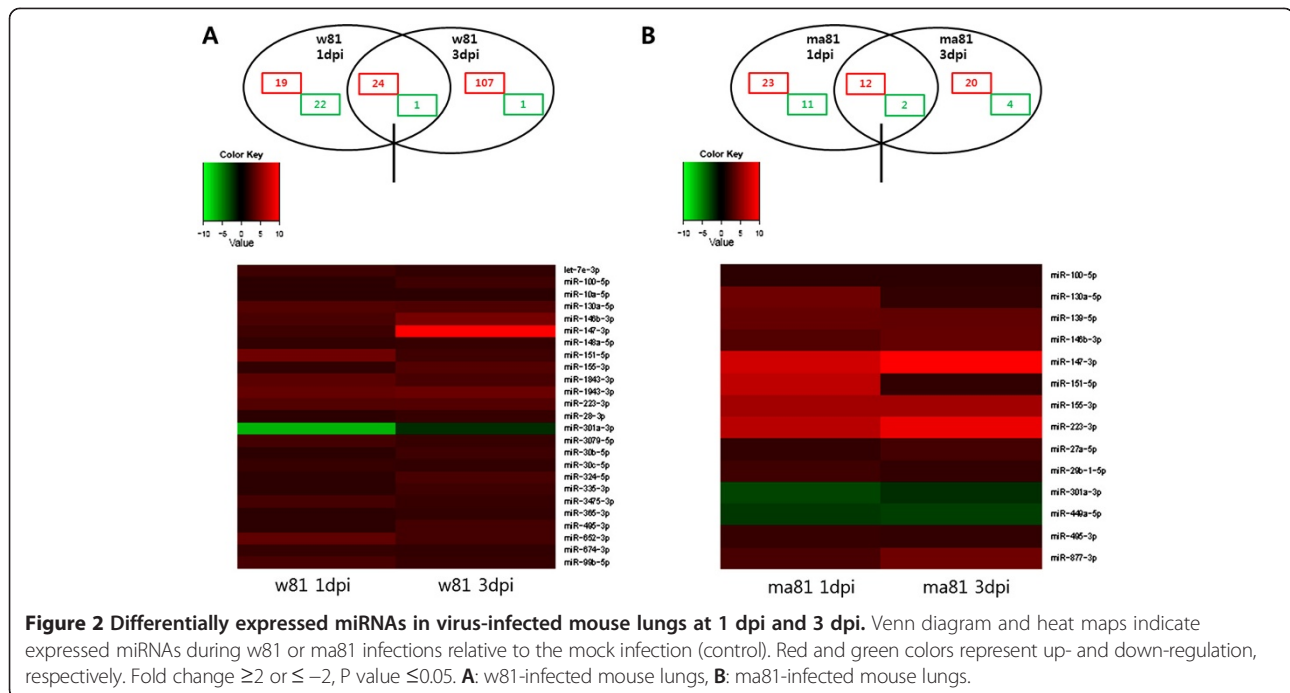 A
w81
1dpi
w81
3dpi
19
22
24
1
107
1
Color Key
−10 −5 0 5 10
Value
let-7e-3p
miR-100-5p
miR-10a-5p
miR-130a-5p
miR-146b-3p
miR-147-3p
miR-148a-5p
miR-151-5p
miR-155-3p
miR-1843-3p
miR-1943-3p
miR-223-3p
miR-28-3p
miR-301a-3p
miR-3079-5p
miR-30b-5p
miR-30c-5p
miR-324-5p
miR-335-3p
miR-3475-3p
miR-365-3p
miR-495-3p
miR-652-3p
miR-674-3p
miR-99b-5p
w81 1dpi w81 3dpi
B
ma81
1dpi
ma81
3dpi
23
11
12
2
20
4
Color Key
−10 −5 0 5 10
Value
miR-100-5p
miR-130a-5p
miR-139-5p
miR-146b-3p
miR-147-3p
miR-151-5p
miR-155-3p
miR-223-3p
miR-27a-5p
miR-29b-1-5p
miR-301a-3p
miR-449a-5p
miR-495-3p
miR-877-3p
ma81 1dpi ma81 3dpi
Figure 2 Differentially expressed miRNAs in virus-infected mouse lungs at 1 dpi and 3 dpi. Venn diagram and heat maps indicate
expressed miRNAs during w81 or ma81 infections relative to the mock infection (control). Red and green colors represent up- and down-regulation,
respectively. Fold change ≥2 or ≤ −2, P value ≤0.05. A: w81-infected mouse lungs, B: ma81-infected mouse lungs.